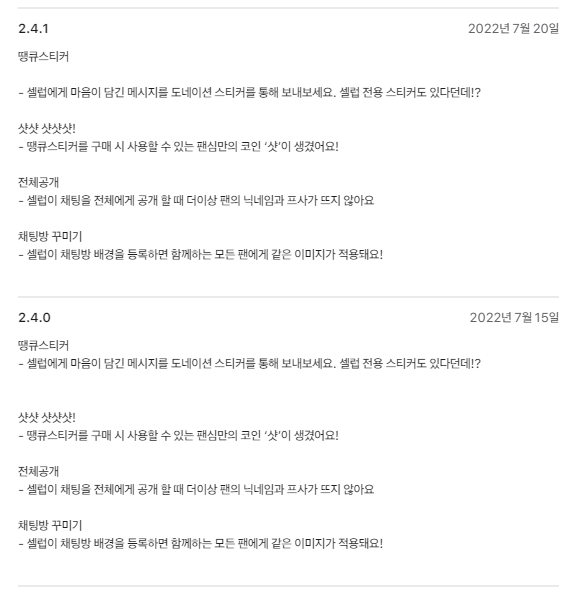 2.4.1 2022년 7월 20일
땡큐스티커
- 셀럽에게 마음이 담긴 메시지를 도네이션 스티커를 통해 보내보세요. 셀럽 전용 스티커도 있다던데!?
샷샷 샷샷샷!
- 땡큐스티커를 구매 시 사용할 수 있는 팬심만의 코인 ‘샷’이 생겼어요!
전체공개
- 셀럽이 채팅을 전체에게 공개 할 때 더이상 팬의 닉네임과 프사가 뜨지 않아요
채팅방 꾸미기
- 셀럽이 채팅방 배경을 등록하면 함께하는 모든 팬에게 같은 이미지가 적용돼요!
2.4.0 2022년 7월 15일
땡큐스티커
- 셀럽에게 마음이 담긴 메시지를 도네이션 스티커를 통해 보내보세요. 셀럽 전용 스티커도 있다던데!?
샷샷 샷샷샷!
- 땡큐스티커를 구매 시 사용할 수 있는 팬심만의 코인 ‘샷’이 생겼어요!
전체공개
- 셀럽이 채팅을 전체에게 공개 할 때 더이상 팬의 닉네임과 프사가 뜨지 않아요
채팅방 꾸미기
- 셀럽이 채팅방 배경을 등록하면 함께하는 모든 팬에게 같은 이미지가 적용돼요!